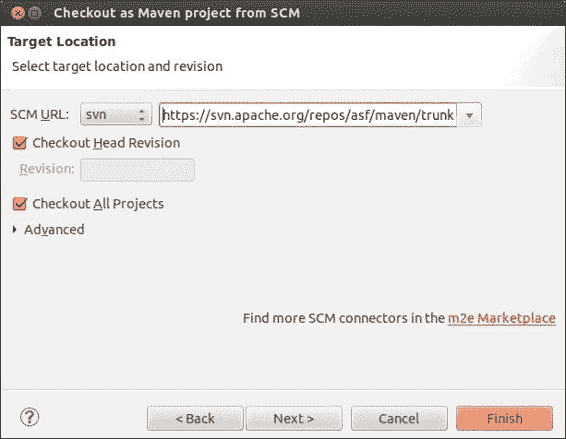 Checkout as Maven project from SCM
Target Location
Select target location and revision
SCM URL: svn https://svn.apache.org/repos/asf/maven/trunk
Checkout Head Revision
Revision:
Checkout All Projects
Advanced
Find more SCM connectors in the m2e Marketplace
? < Back Next > Cancel Finish